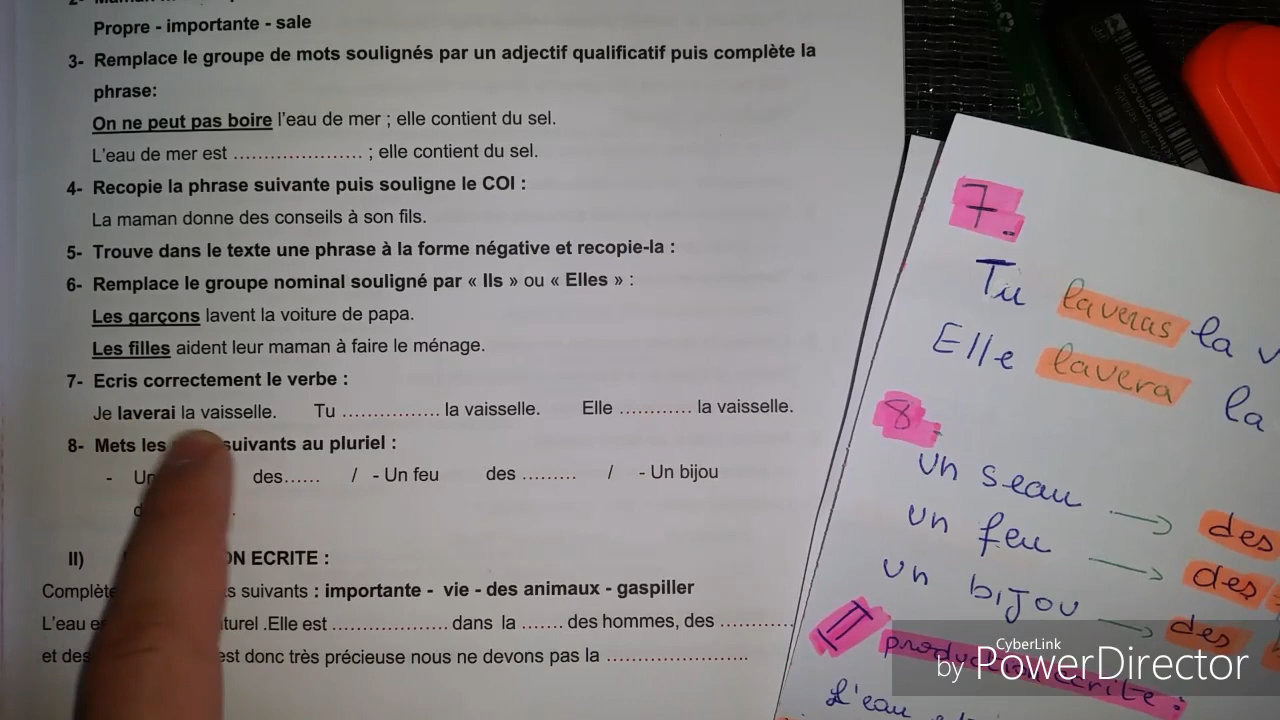 Propre - importante - sale
3- Remplace le groupe de mots soulignés par un adjectif qualificatif puis complète la
phrase:
On ne peut pas boire l'eau de mer ; elle contient du sel.
L'eau de mer est ..................... ; elle contient du sel.
4- Recopie la phrase suivante puis souligne le COI :
La maman donne des conseils à son fils.
5- Trouve dans le texte une phrase à la forme négative et recopie-la :
6- Remplace le groupe nominal souligné par « Ils » ou « Elles » :
Les garçons lavent la voiture de papa.
Les filles aident leur maman à faire le ménage.
7- Ecris correctement le verbe :
Je laverai la vaisselle. Tu ................ la vaisselle. Elle ............ la vaisselle.
8- Mets les suivants au pluriel :
- des...... / - Un feu des ......... / - Un bijou
II) ON ECRITE :
suivants : importante - vie - des animaux - gaspiller
L'eau .Elle est ................... dans la ....... des hommes, des ............
et des est donc très précieuse nous ne devons pas la .......................
7.
Tu laveras la
Elle lavera la
8.
un seau → des
un feu → des
un bijou → des
II production écrite :
L'eau
CyberLink
by PowerDirector